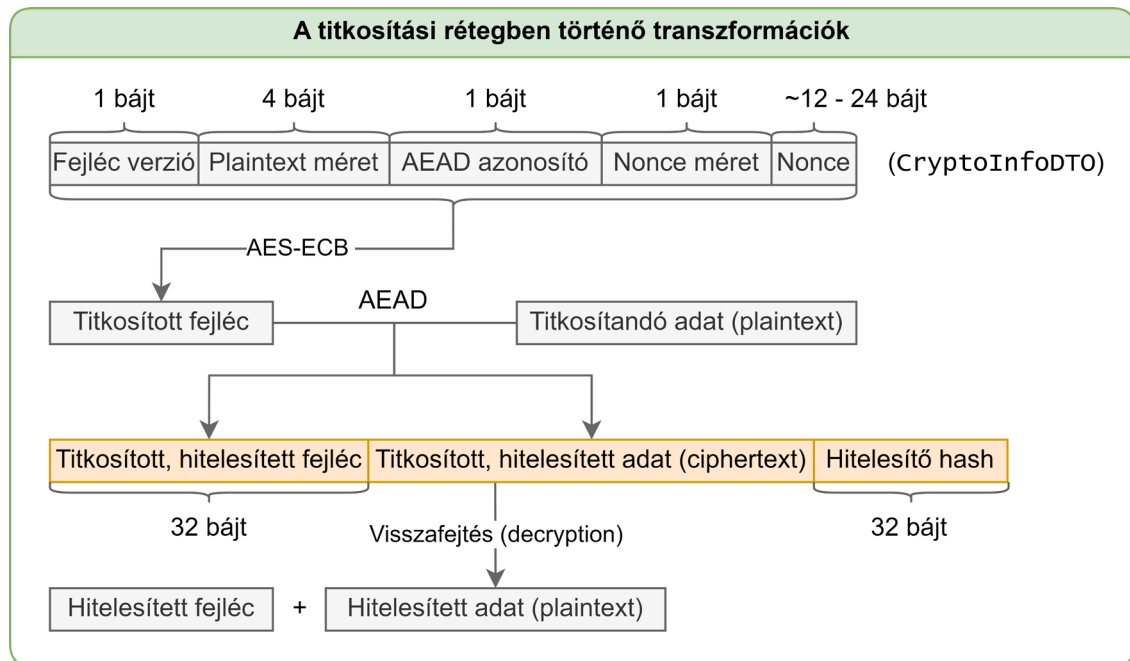 A titkosítási rétegben történő transzformációk
1 bájt 4 bájt 1 bájt 1 bájt ~12 - 24 bájt
Fejléc verzió Plaintext méret AEAD azonosító Nonce méret Nonce (CryptoInfoDTO)
AES-ECB
AEAD
Titkosított fejléc Titkosítandó adat (plaintext)
Titkosított, hitelesített fejléc Titkosított, hitelesített adat (ciphertext) Hitelesítő hash
32 bájt 32 bájt
Visszafejtés (decryption)
Hitelesített fejléc + Hitelesített adat (plaintext)